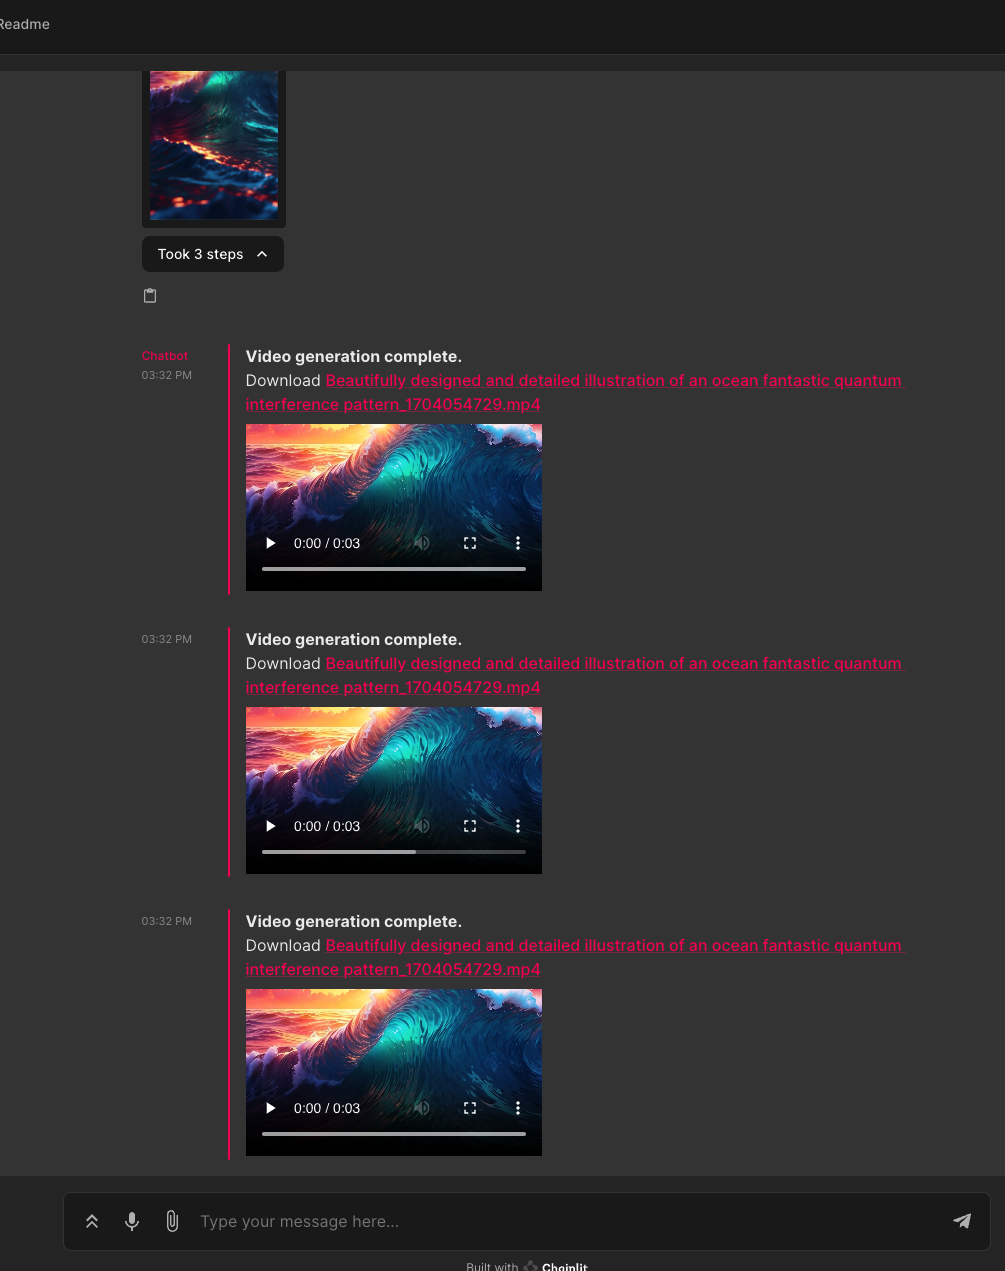 Readme
Took 3 steps
Chatbot
03:32 PM
Video generation complete.
Download Beautifully designed and detailed illustration of an ocean fantastic quantum
interference pattern_1704054729.mp4
0:00 / 0:03
03:32 PM
Video generation complete.
Download Beautifully designed and detailed illustration of an ocean fantastic quantum
interference pattern_1704054729.mp4
0:00 / 0:03
03:32 PM
Video generation complete.
Download Beautifully designed and detailed illustration of an ocean fantastic quantum
interference pattern_1704054729.mp4
0:00 / 0:03
Type your message here...
Built with Chainlit